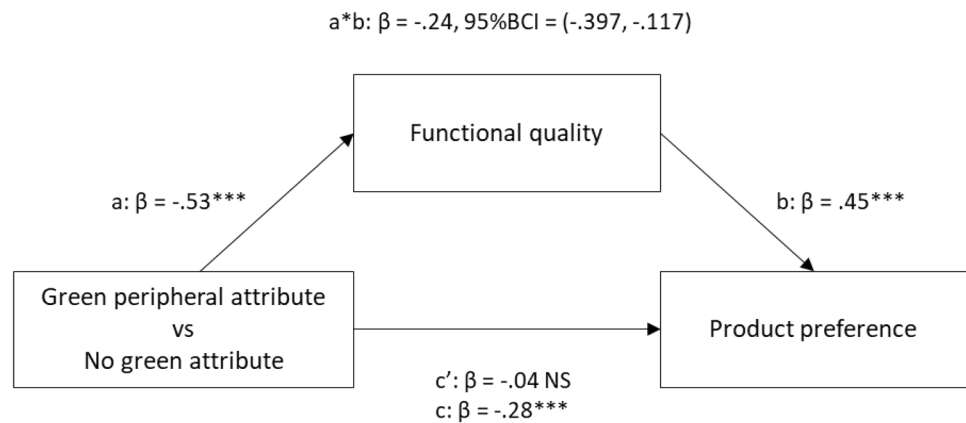 a*b: β = -.24, 95%BCI = (-.397, -.117)
Functional quality
a: β = -.53***
b: β = .45***
Green peripheral attribute
vs
No green attribute
Product preference
c’: β = -.04 NS
c: β = -.28***